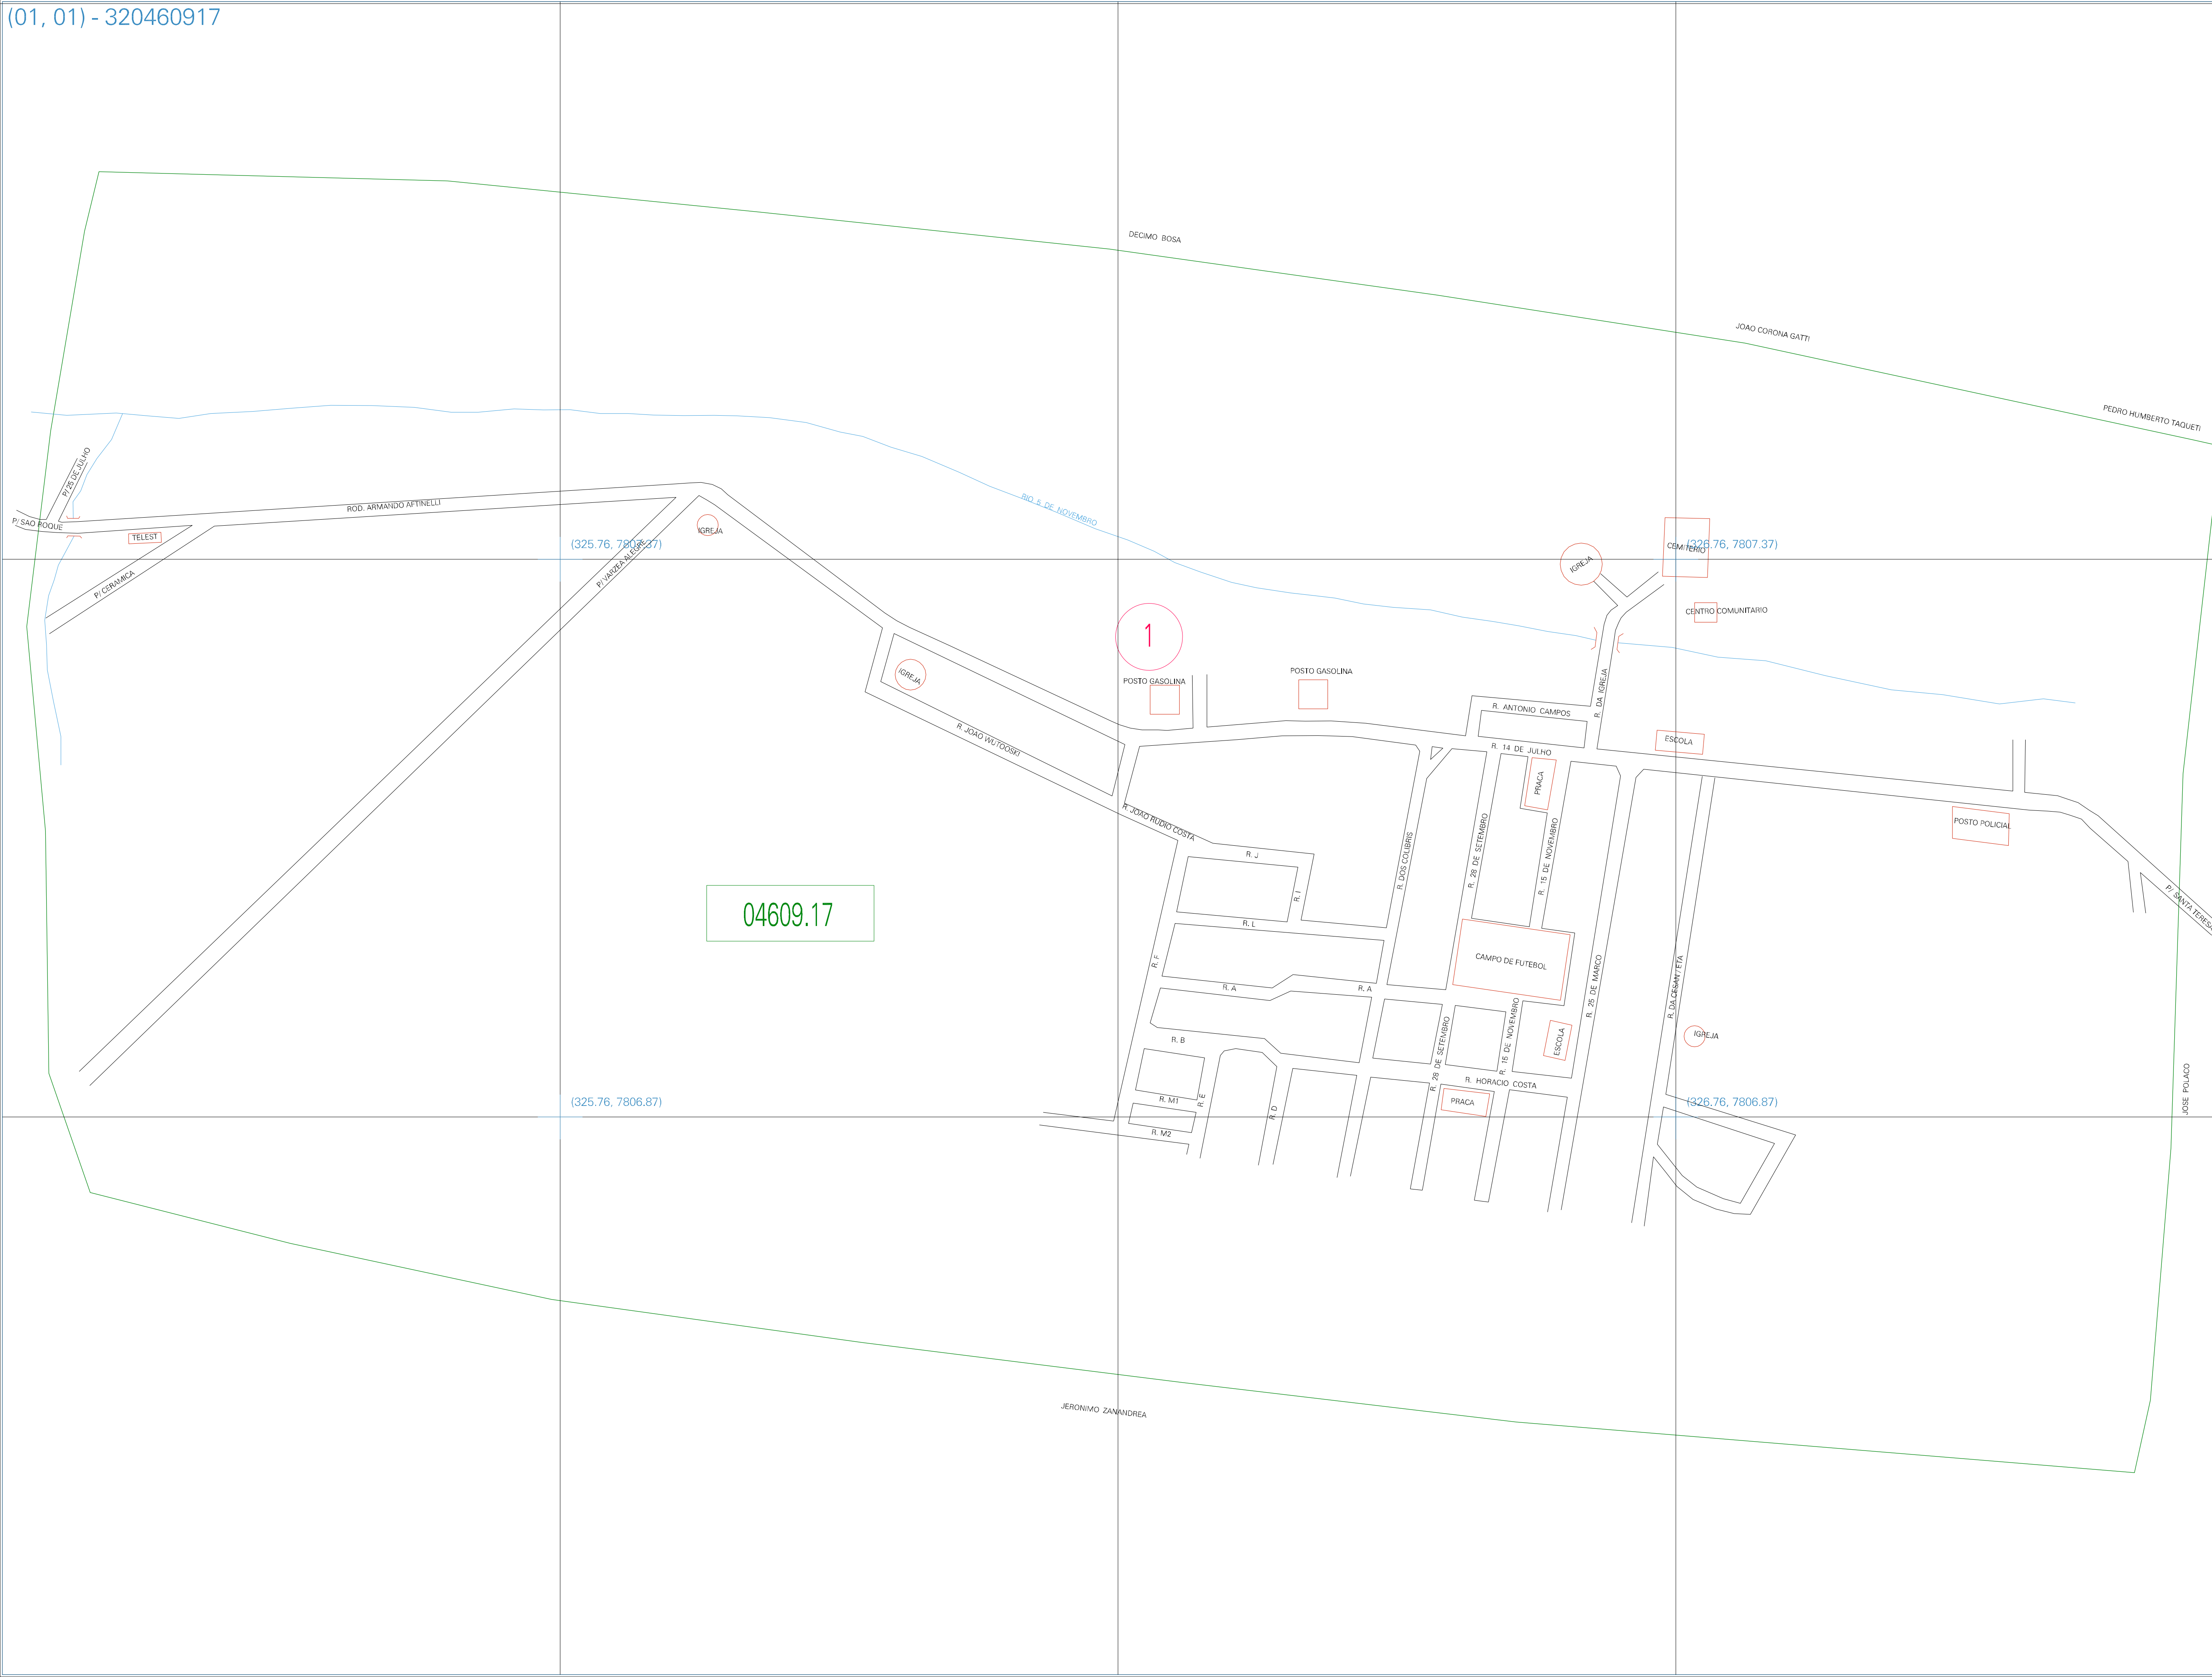 (01, 01) - 320460917
DECIMO BOSA
JOAO CORONA GATTI
PEDRO HUMBERTO TAQUETI
P/ 25 DE JULHO
P/ SAO ROQUE
TELEST
ROD. ARMANDO AFTINELLI
P/ CERAMICA
P/ VARZEA ALEGRE
IGREJA
(325.76, 7807.37)
RIO 5 DE NOVEMBRO
IGREJA
CEMITERIO
(326.76, 7807.37)
CENTRO COMUNITARIO
1
IGREJA
POSTO GASOLINA
POSTO GASOLINA
R. DA IGREJA
R. ANTONIO CAMPOS
R. JOAO WUTOOSKI
R. 14 DE JULHO
ESCOLA
PRACA
R. JOAO RUDIO COSTA
POSTO POLICIAL
R. J
R. I
R. DOS COLIBRIS
R. 28 DE SETEMBRO
R. 15 DE NOVEMBRO
P/ SANTA TERESA
04609.17
R. L
R. F
CAMPO DE FUTEBOL
R. A
R. A
R. 25 DE MARCO
R. DA CESAN / ETA
R. B
R. 28 DE SETEMBRO
R. 15 DE NOVEMBRO
ESCOLA
IGREJA
R. HORACIO COSTA
PRACA
R. M1
R. E
R. D
R. M2
(325.76, 7806.87)
(326.76, 7806.87)
JOSE POLACO
JERONIMO ZANANDREA